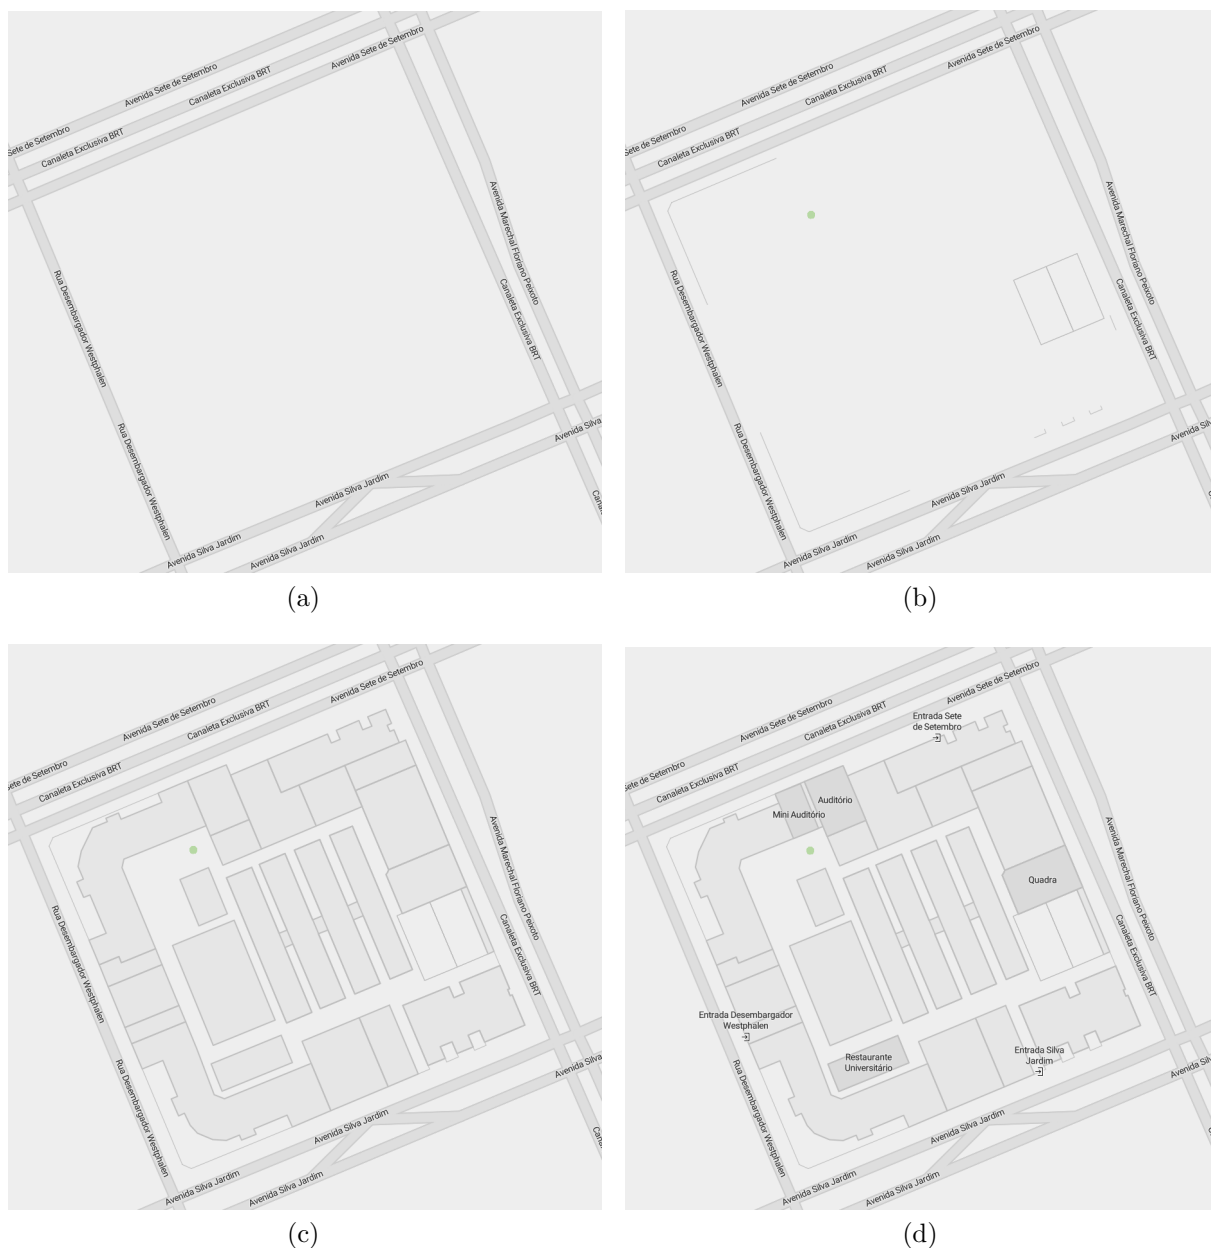 Avenida Sete de Setembro
Avenida Sete de Setembro
Canaleta Exclusiva BRT
Sete de Setembro
Canaleta Exclusiva BRT
Avenida Marechal Floriano Peixoto
Rua Desembargador Westphalen
Canaleta Exclusiva BRT
Avenida Silva
Rua Desembargador Westphalen
Avenida Silva Jardim
Cana
Avenida Silva Jardim
Avenida Silva Jardim
(a)
Avenida Sete de Setembro
Avenida Sete de Setembro
Canaleta Exclusiva BRT
Sete de Setembro
Canaleta Exclusiva BRT
Avenida Marechal Floriano Peixoto
Rua Desembargador Westphalen
Canaleta Exclusiva BRT
Avenida Si
Rua Desembargador Westphalen
Avenida Silva Jardim
Avenida Silva Jardim
Avenida Silva Jardim
(b)
Avenida Sete de Setembro
Avenida Sete de Setembro
Canaleta Exclusiva BRT
ete de Setembro
Canaleta Exclusiva BRT
Avenida Marechal Floriano Peixoto
Rua Desembargador Westphalen
Canaleta Exclusiva BRT
Avenida Silva
Rua Desembargador Westphalen
Avenida Silva Jardim
Cana
Avenida Silva Jardim
Avenida Silva Jardim
(c)
Avenida Sete de Setembro
Avenida Sete de Setembro
Canaleta Exclusiva BRT
Entrada Sete
de Setembro
Sete de Setembro
Canaleta Exclusiva BRT
Auditório
Mini Auditório
Avenida Marechal Floriano Peixoto
Quadra
Rua Desembargador Westphalen
Canaleta Exclusiva BRT
Entrada Desembargador
Westphalen
Restaurante
Universitário
Entrada Silva
Jardim
Avenida Si
Rua Desembargador Westphalen
Avenida Silva Jardim
Avenida Silva Jardim
Avenida Silva Jardim
(d)